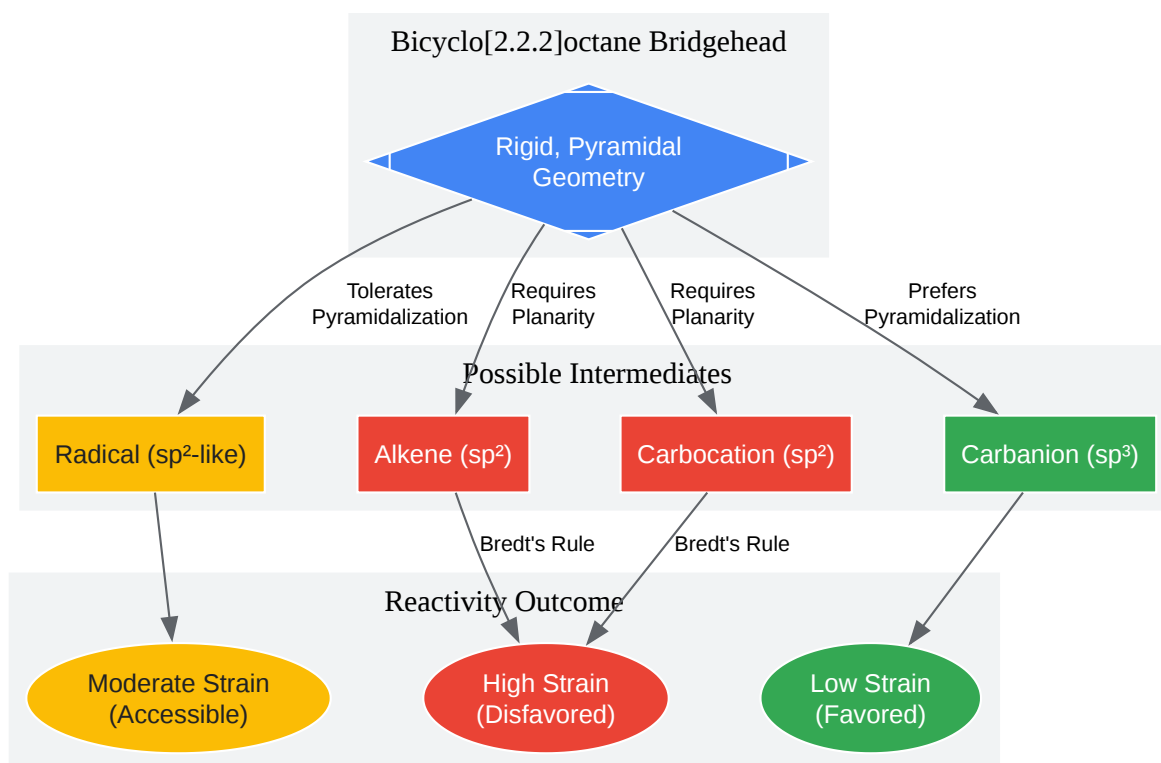 Bicyclo[2.2.2]octane Bridgehead
Rigid, Pyramidal
Geometry
Tolerates
Pyramidalization
Requires
Planarity
Requires
Planarity
Prefers
Pyramidalization
Possible Intermediates
Radical (sp²-like)
Alkene (sp²)
Carbocation (sp²)
Carbanion (sp³)
Bredt's Rule
Bredt's Rule
Reactivity Outcome
Moderate Strain
(Accessible)
High Strain
(Disfavored)
Low Strain
(Favored)